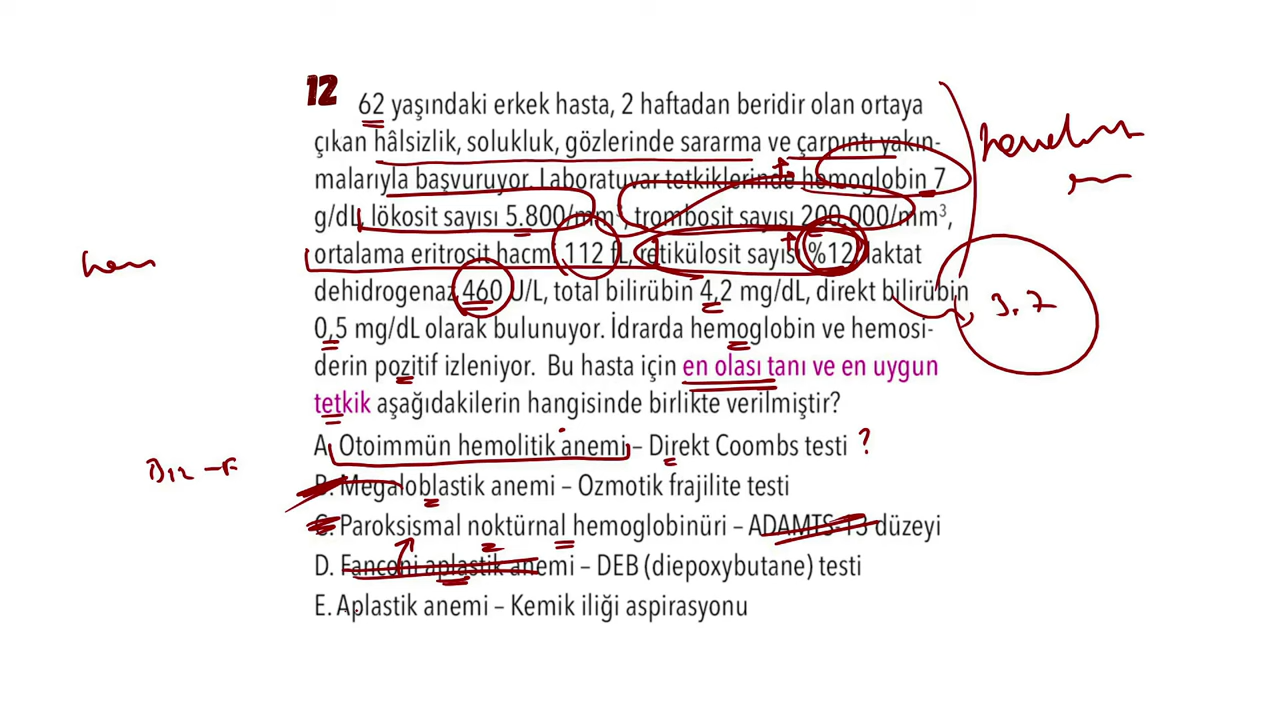 12
62 yaşındaki erkek hasta, 2 haftadan beridir olan ortaya
çıkan hâlsizlik, solukluk, gözlerinde sararma ve çarpıntı yakın-
malarıyla başvuruyor. Laboratuvar tetkiklerinde hemoglobin 7
g/dL, lökosit sayısı 5.800/mm³, trombosit sayısı 200.000/mm³,
ortalama eritrosit hacmi 112 fL, retikülosit sayısı %12, laktat
dehidrogenaz 460 U/L, total bilirübin 4,2 mg/dL, direkt bilirübin
3.7
0,5 mg/dL olarak bulunuyor. İdrarda hemoglobin ve hemosi-
derin pozitif izleniyor. Bu hasta için en olası tanı ve en uygun
tetkik aşağıdakilerin hangisinde birlikte verilmiştir?
A. Otoimmün hemolitik anemi – Direkt Coombs testi ?
B12 – F
B. Megaloblastik anemi – Ozmotik frajilite testi
C. Paroksismal noktürnal hemoglobinüri – ADAMTS-13 düzeyi
D. Fanconi aplastik anemi – DEB (diepoxybutane) testi
E. Aplastik anemi – Kemik iliği aspirasyonu